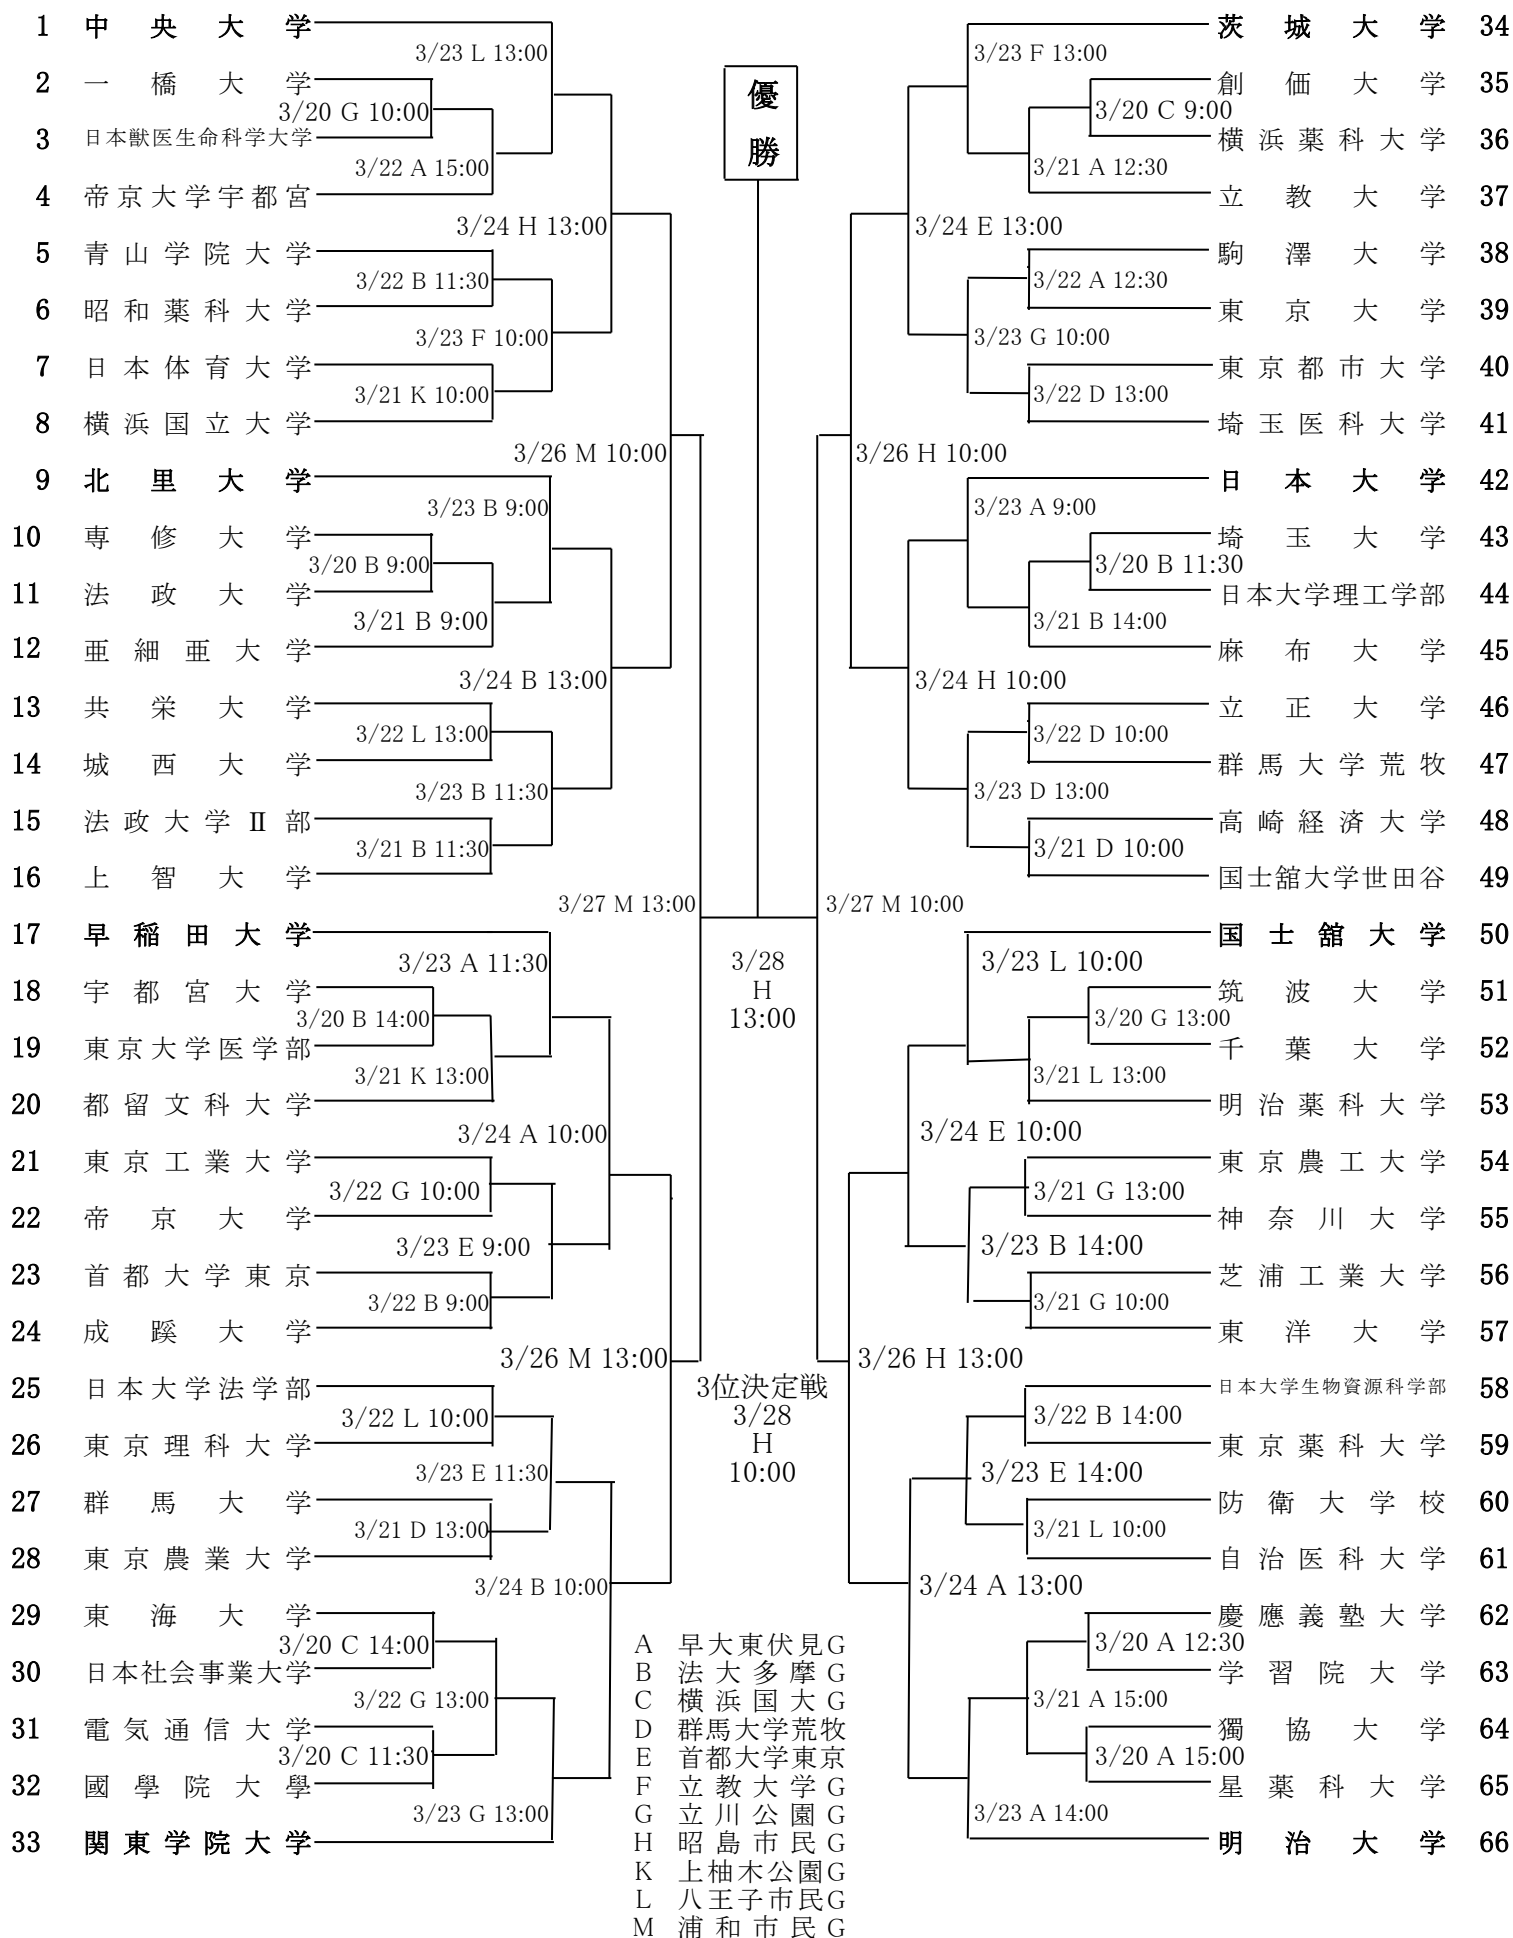 1 中央大学
3/23 L 13:00
2 一橋大学
3/20 G 10:00
3 日本獣医生命科学大学
3/22 A 15:00
4 帝京大学宇都宮
3/24 H 13:00
5 青山学院大学
3/22 B 11:30
6 昭和薬科大学
3/23 F 10:00
7 日本体育大学
3/21 K 10:00
8 横浜国立大学
3/26 M 10:00
9 北里大学
3/23 B 9:00
10 専修大学
3/20 B 9:00
11 法政大学
3/21 B 9:00
12 亜細亜大学
3/24 B 13:00
13 共栄大学
3/22 L 13:00
14 城西大学
3/23 B 11:30
15 法政大学Ⅱ部
3/21 B 11:30
16 上智大学
3/27 M 13:00
17 早稲田大学
3/23 A 11:30
18 宇都宮大学
3/20 B 14:00
19 東京大学医学部
3/21 K 13:00
20 都留文科大学
3/24 A 10:00
21 東京工業大学
3/22 G 10:00
22 帝京大学
3/23 E 9:00
23 首都大学東京
3/22 B 9:00
24 成蹊大学
3/26 M 13:00
25 日本大学法学部
3/22 L 10:00
26 東京理科大学
3/23 E 11:30
27 群馬大学
3/21 D 13:00
28 東京農業大学
3/24 B 10:00
29 東海大学
3/20 C 14:00
30 日本社会事業大学
3/22 G 13:00
31 電気通信大学
3/20 C 11:30
32 國學院大學
3/23 G 13:00
33 関東学院大学
優
勝
3/28
H
13:00
3位決定戦
3/28
H
10:00
A 早大東伏見G
B 法大多摩G
C 横浜国大G
D 群馬大学荒牧
E 首都大学東京
F 立教大学G
G 立川公園G
H 昭島市民G
K 上柚木公園G
L 八王子市民G
M 浦和市民G
茨城大学 34
3/23 F 13:00
創価大学 35
3/20 C 9:00
横浜薬科大学 36
3/21 A 12:30
立教大学 37
3/24 E 13:00
駒澤大学 38
3/22 A 12:30
東京大学 39
3/23 G 10:00
東京都市大学 40
3/22 D 13:00
埼玉医科大学 41
3/26 H 10:00
日本大学 42
3/23 A 9:00
埼玉大学 43
3/20 B 11:30
日本大学理工学部 44
3/21 B 14:00
麻布大学 45
3/24 H 10:00
立正大学 46
3/22 D 10:00
群馬大学荒牧 47
3/23 D 13:00
高崎経済大学 48
3/21 D 10:00
国士舘大学世田谷 49
3/27 M 10:00
国士舘大学 50
3/23 L 10:00
筑波大学 51
3/20 G 13:00
千葉大学 52
3/21 L 13:00
明治薬科大学 53
3/24 E 10:00
東京農工大学 54
3/21 G 13:00
神奈川大学 55
3/23 B 14:00
芝浦工業大学 56
3/21 G 10:00
東洋大学 57
3/26 H 13:00
日本大学生物資源科学部 58
3/22 B 14:00
東京薬科大学 59
3/23 E 14:00
防衛大学校 60
3/21 L 10:00
自治医科大学 61
3/24 A 13:00
慶應義塾大学 62
3/20 A 12:30
学習院大学 63
3/21 A 15:00
獨協大学 64
3/20 A 15:00
星薬科大学 65
3/23 A 14:00
明治大学 66